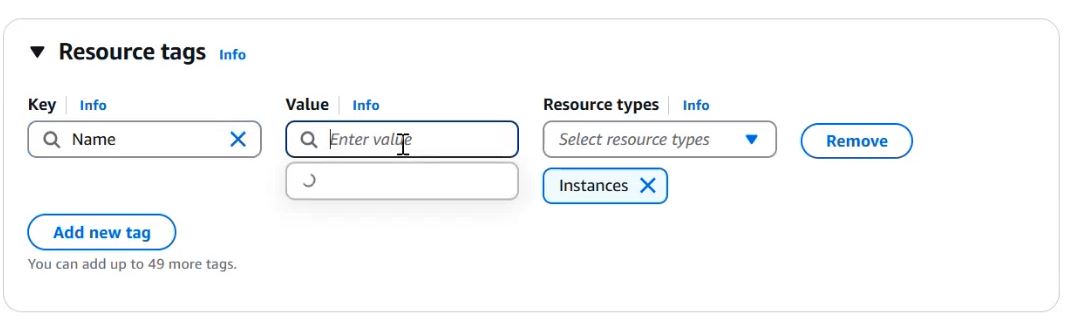 Resource tags Info
Key Info Value Info Resource types Info
Name Enter value Select resource types Remove
Instances
Add new tag
You can add up to 49 more tags.